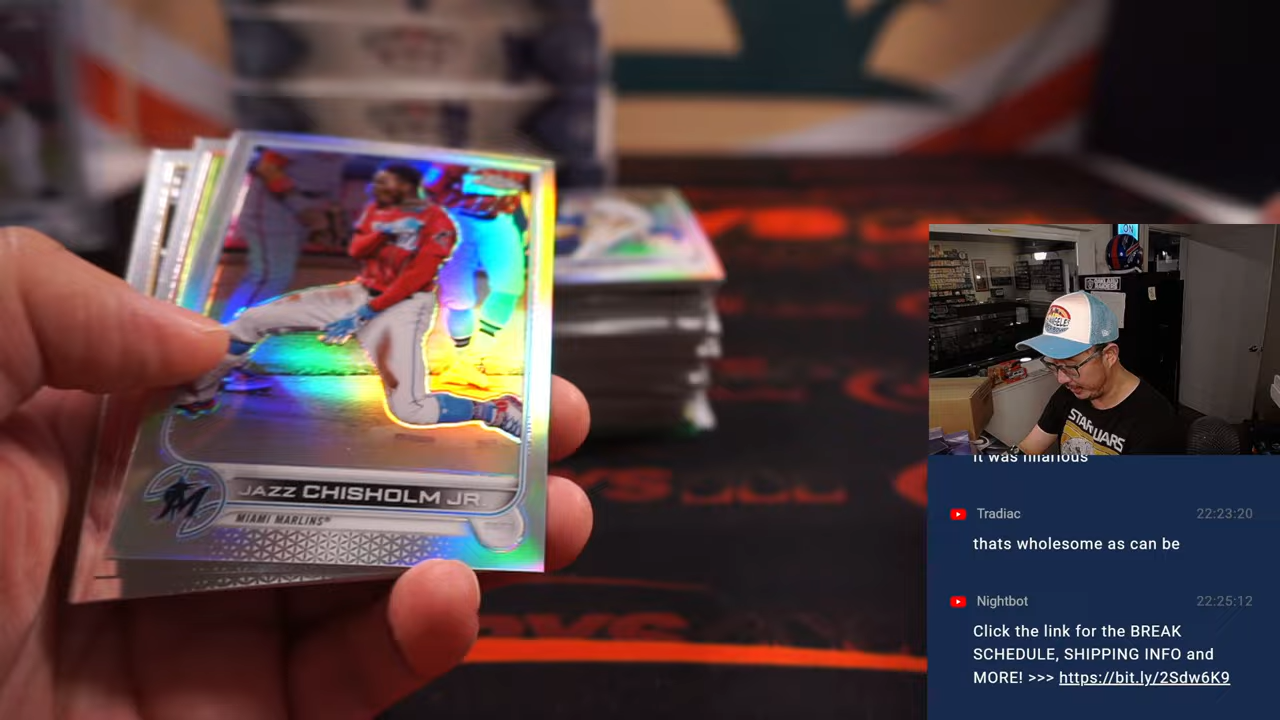 JAZZ CHISHOLM JR.
MIAMI MARLINS®
ON
STAR WARS
it was hilarious
Tradiac
22:23:20
thats wholesome as can be
Nightbot
22:25:12
Click the link for the BREAK
SCHEDULE, SHIPPING INFO and
MORE! >>> https://bit.ly/2Sdw6K9